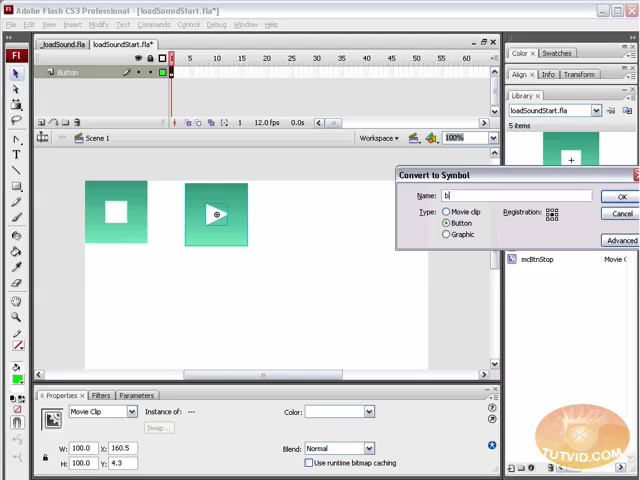 Adobe Flash CS3 Professional - [loadSoundStart.fla*]
File Edit View Insert Modify Text Commands Control Debug Window Help
_loadSound.fla loadSoundStart.fla*
Fl
1 5 10 15 20 25 30 35 40 45 50 55 60
Button
1 12.0 fps 0.0s
Scene 1
Workspace
100%
Color Swatches
Align Info Transform
Library
loadSoundStart.fla
5 items
Convert to Symbol
Name: b
OK
Type: Movie clip Registration:
Cancel
Button
Graphic
Advanced
mcBtnStop Movie C
Properties Filters Parameters
Movie Clip
Instance of: ---
Color:
Swap...
W: 100.0 X: 160.5
Blend: Normal
H: 100.0 Y: 4.3
Use runtime bitmap caching
TUTVID.COM